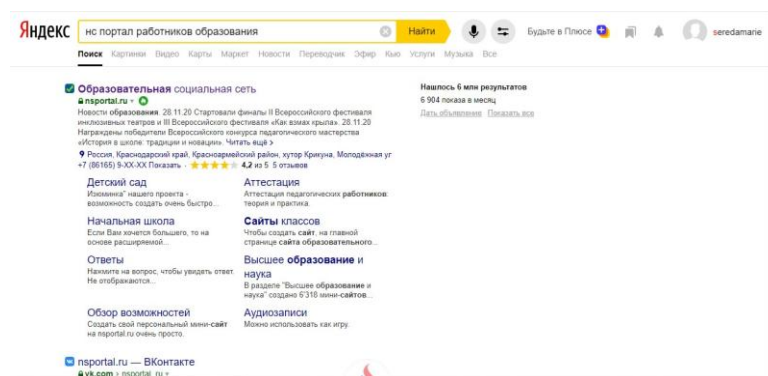 Яндекс
нс портал работников образования
Найти
Будьте в Плюсе
seredamarie
Поиск Картинки Видео Карты Маркет Новости Переводчик Эфир Кью Услуги Музыка Все
Образовательная социальная сеть
nsportal.ru
Новости образования. 28.11.20 Стартовали финалы II Всероссийского фестиваля
инклюзивных театров и III Всероссийского фестиваля «Как взмах крыла». 28.11.20
Награждены победители Всероссийского конкурса педагогического мастерства
«История в школе: традиции и новации». Читать ещё >
Россия, Краснодарский край, Красноармейский район, хутор Крикуна, Молодёжная ул
+7 (86165) 9-XX-XX Показать · 4,2 из 5 5 отзывов
Детский сад
Изюминка" нашего проекта -
возможность создать очень быстро...
Аттестация
Аттестация педагогических работников:
теория и практика.
Начальная школа
Если Вам хочется большего, то на
основе расширяемой...
Сайты классов
Чтобы создать сайт, на главной
странице сайта образовательного...
Ответы
Нажмите на вопрос, чтобы увидеть ответ.
Не отображаются...
Высшее образование и
наука
В разделе "Высшее образование и
наука" создано 6'318 мини-сайтов...
Обзор возможностей
Создать свой персональный мини-сайт
на nsportal.ru очень просто.
Аудиозаписи
Можно использовать как игру.
nsportal.ru — ВКонтакте
vk.com › nsportal_ru
Нашлось 6 млн результатов
6 904 показа в месяц
Дать объявление Показать все